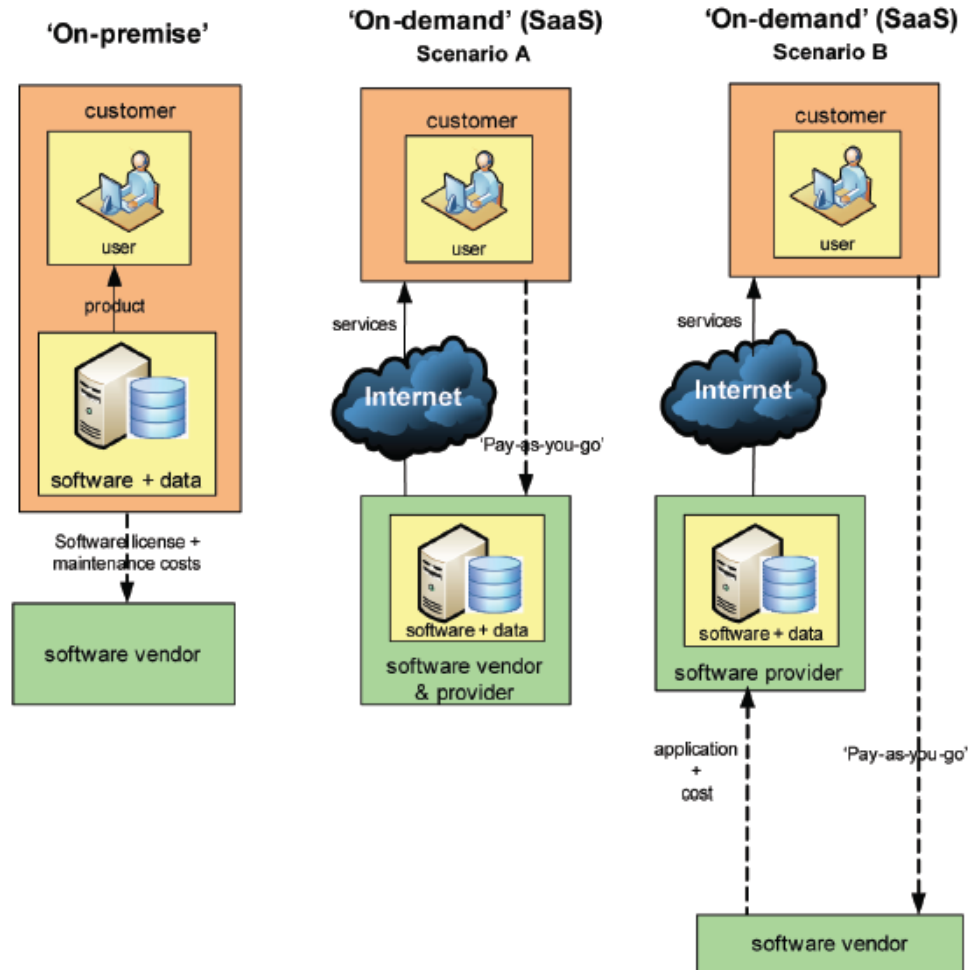 'On-premise'
customer
user
product
software + data
Software license +
maintenance costs
software vendor
'On-demand' (SaaS)
Scenario A
customer
user
services
Internet
'Pay-as-you-go'
software + data
software vendor
& provider
'On-demand' (SaaS)
Scenario B
customer
user
services
Internet
software + data
software provider
application
+
cost
'Pay-as-you-go'
software vendor